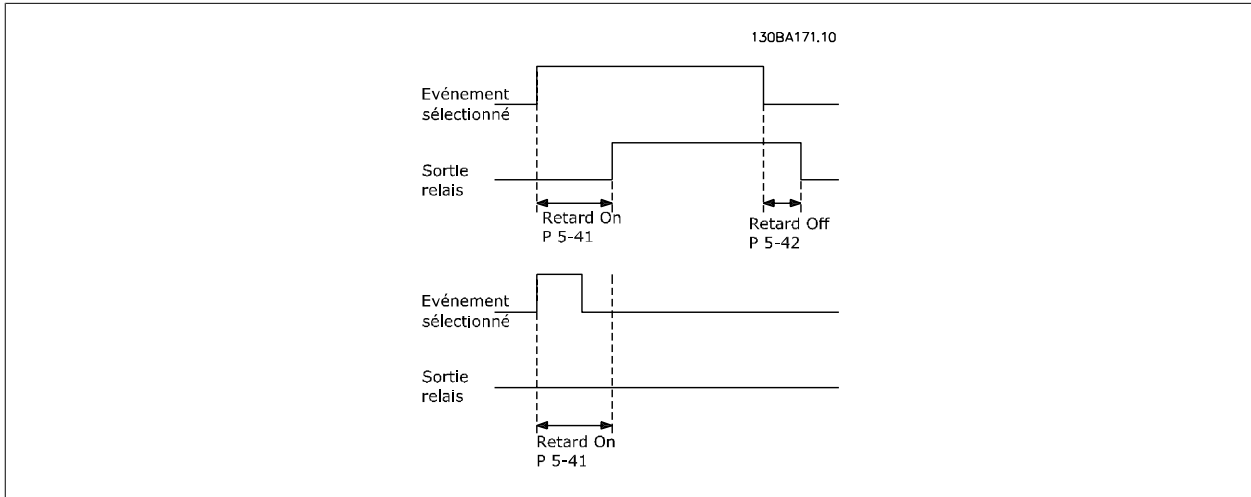 130BA171.10
Evénement
sélectionné
Sortie
relais
Retard On
P 5-41
Retard Off
P 5-42
Evénement
sélectionné
Sortie
relais
Retard On
P 5-41